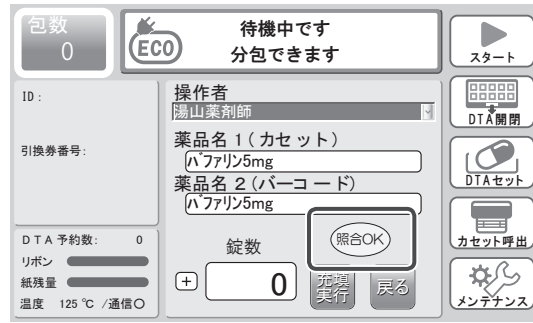 包数
0
ECO
待機中です
分包できます
スタート
ID:
引換券番号:
操作者
湯山薬剤師
薬品名1(カセット)
バファリン5mg
薬品名2(バーコード)
バファリン5mg
照合OK
DTA予約数: 0
リボン
紙残量
温度 125℃ /通信〇
錠数
+
0
充填
実行
戻る
DTA開閉
DTAセット
カセット呼出
メンテナンス